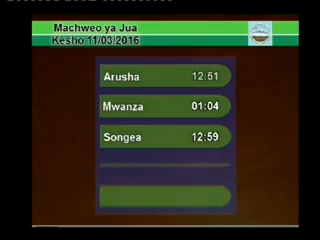 Machweo ya Jua
Kesho 11/03/2016
Arusha 12:51
Mwanza 01:04
Songea 12:59